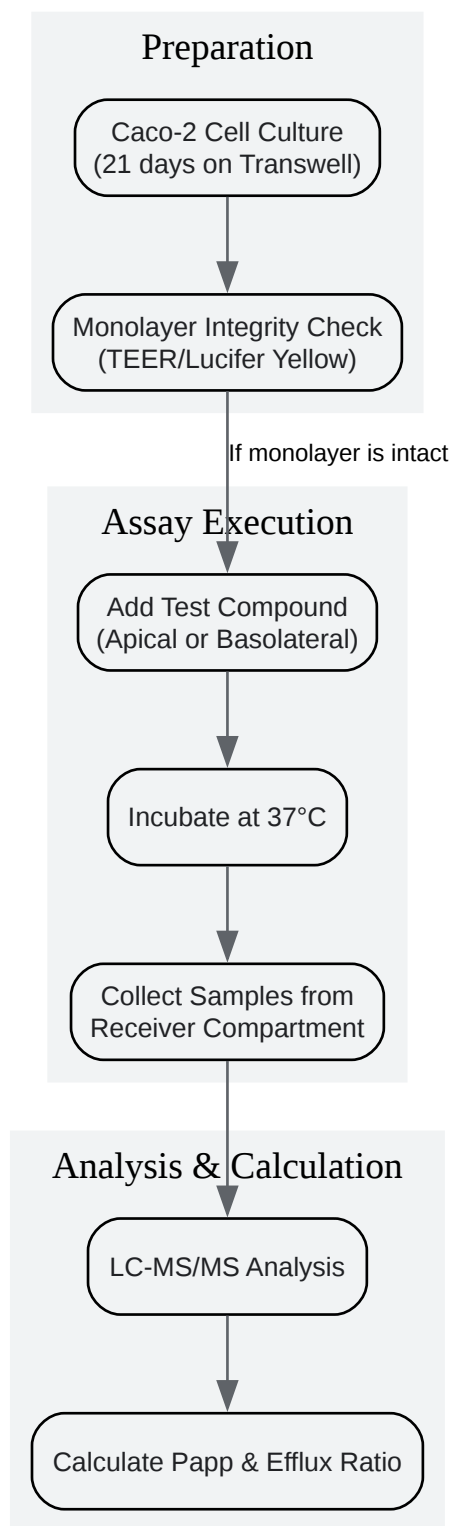 Preparation
Caco-2 Cell Culture
(21 days on Transwell)
Monolayer Integrity Check
(TEER/Lucifer Yellow)
If monolayer is intact
Assay Execution
Add Test Compound
(Apical or Basolateral)
Incubate at 37°C
Collect Samples from
Receiver Compartment
Analysis & Calculation
LC-MS/MS Analysis
Calculate Papp & Efflux Ratio